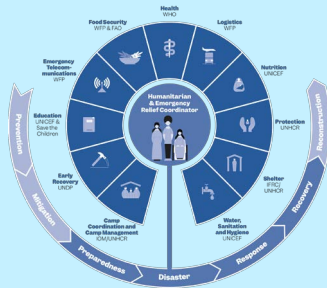 Health
WHO
Food Security
WFP & FAO
Logistics
WFP
Emergency
Telecom-
munications
WFP
Nutrition
UNICEF
Humanitarian
& Emergency
Relief Coordinator
Education
UNICEF &
Save the
Children
Protection
UNHCR
Early
Recovery
UNDP
Shelter
IFRC/
UNHCR
Camp
Coordination and
Camp Management
IOM/UNHCR
Water,
Sanitation
and Hygiene
UNICEF
Prevention
Mitigation
Preparedness
Disaster
Response
Recovery
Reconstruction